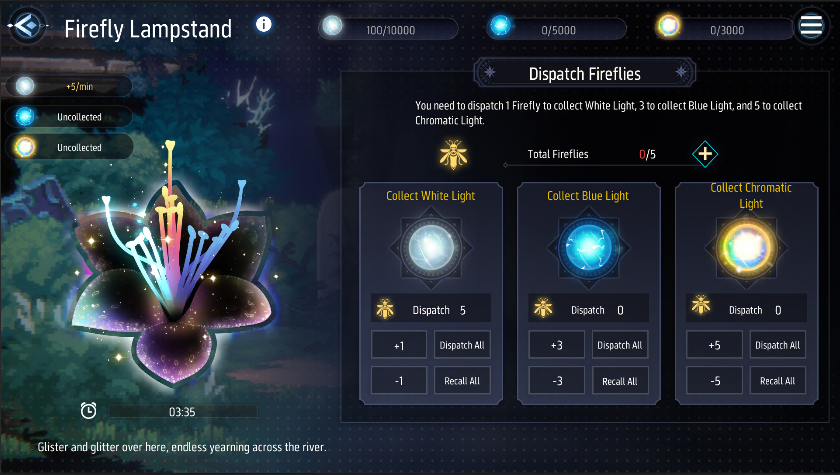 Firefly Lampstand
i
100/10000
0/5000
0/3000
+5/min
Uncollected
Uncollected
Dispatch Fireflies
You need to dispatch 1 Firefly to collect White Light, 3 to collect Blue Light, and 5 to collect
Chromatic Light.
Total Fireflies 0/5
Collect White Light
Dispatch 5
+1 Dispatch All
-1 Recall All
Collect Blue Light
Dispatch 0
+3 Dispatch All
-3 Recall All
Collect Chromatic
Light
Dispatch 0
+5 Dispatch All
-5 Recall All
03:35
Glister and glitter over here, endless yearning across the river.